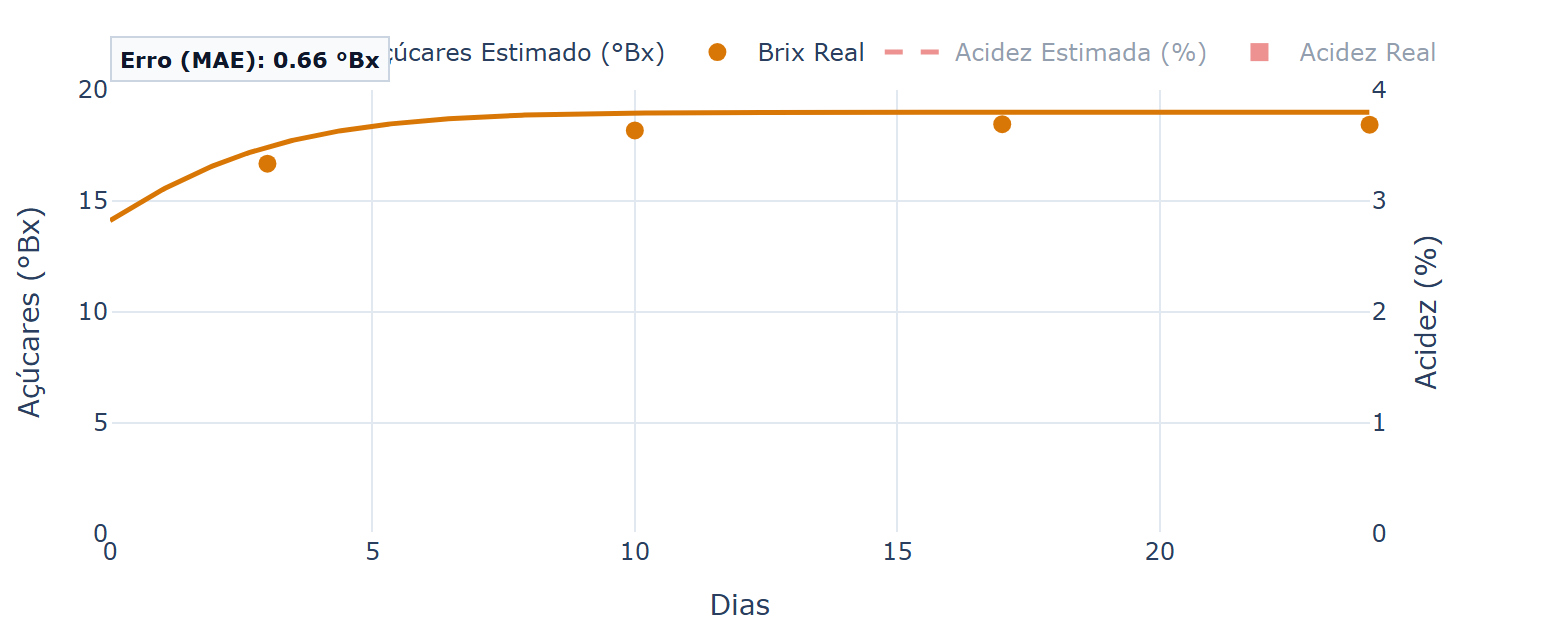 Erro (MAE): 0.66 ºBx
çúcares Estimado (°Bx) Brix Real Acidez Estimada (%) Acidez Real
20
15
10
5
0
Açúcares (°Bx)
4
3
2
1
0
Acidez (%)
0 5 10 15 20
Dias